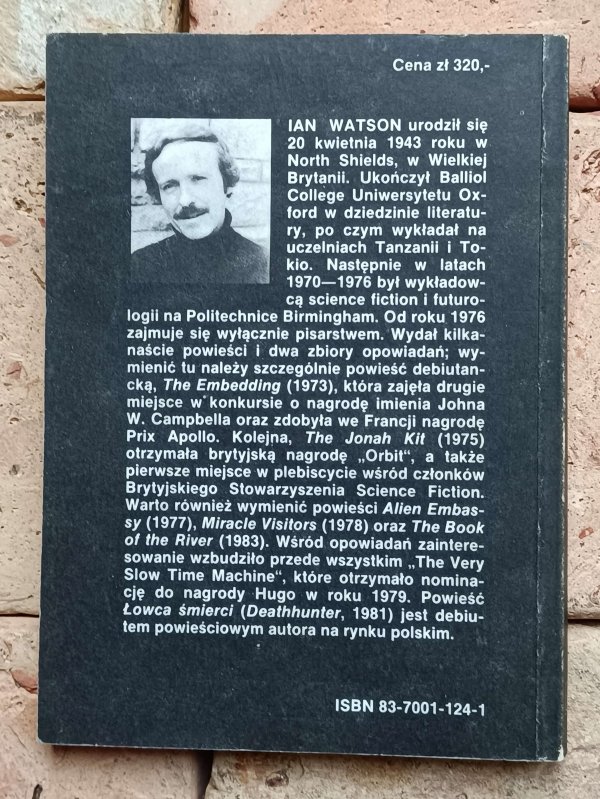 Cena zł 320,-
IAN WATSON urodził się
20 kwietnia 1943 roku w
North Shields, w Wielkiej
Brytanii. Ukończył Balliol
College Uniwersytetu Ox-
ford w dziedzinie literatu-
ry, po czym wykładał na
uczelniach Tanzanii i To-
kio. Następnie w latach
1970—1976 był wykładow-
cą science fiction i futuro-
logii na Politechnice Birmingham. Od roku 1976
zajmuje się wyłącznie pisarstwem. Wydał kilka-
naście powieści i dwa zbiory opowiadań; wy-
mienić tu należy szczególnie powieść debiutan-
cką, The Embedding (1973), która zajęła drugie
miejsce w konkursie o nagrodę imienia Johna
W. Campbella oraz zdobyła we Francji nagrodę
Prix Apollo. Kolejna, The Jonah Kit (1975)
otrzymała brytyjską nagrodę „Orbit“, a także
pierwsze miejsce w plebiscycie wśród członków
Brytyjskiego Stowarzyszenia Science Fiction.
Warto również wymienić powieści Alien Embas-
sy (1977), Miracle Visitors (1978) oraz The Book
of the River (1983). Wśród opowiadań zaintere-
sowanie wzbudziło przede wszystkim „The Very
Slow Time Machine“, które otrzymało nomina-
cję do nagrody Hugo w roku 1979. Powieść
Łowca śmierci (Deathhunter, 1981) jest debiu-
tem powieściowym autora na rynku polskim.
ISBN 83-7001-124-1